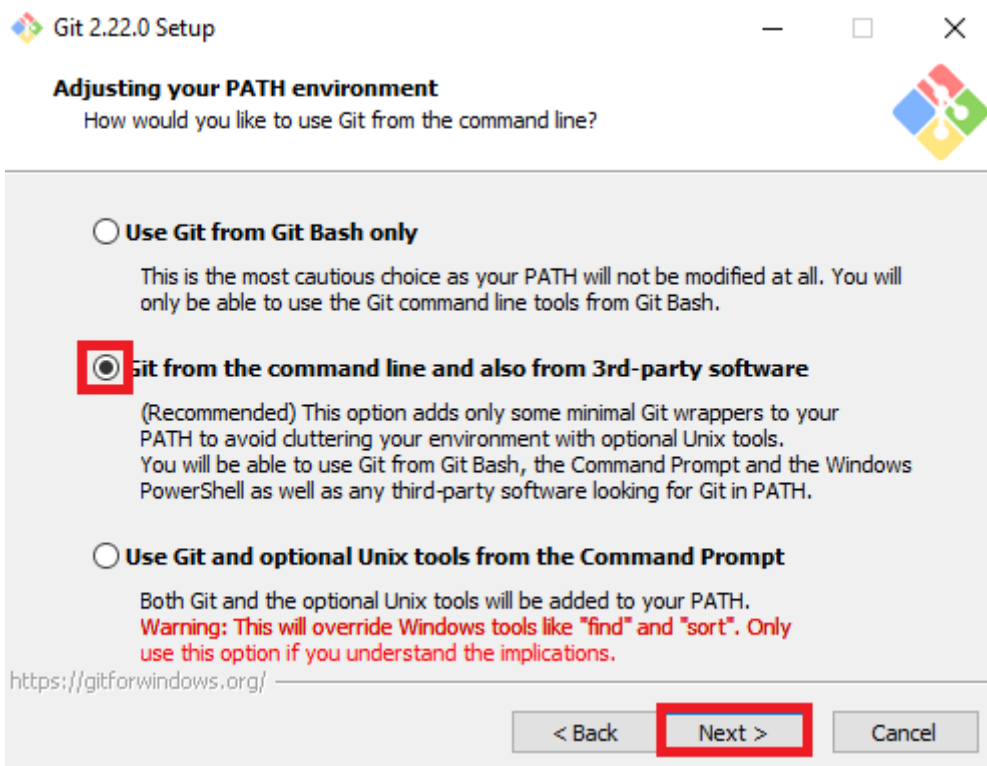 Git 2.22.0 Setup
Adjusting your PATH environment
How would you like to use Git from the command line?
Use Git from Git Bash only
This is the most cautious choice as your PATH will not be modified at all. You will
only be able to use the Git command line tools from Git Bash.
Git from the command line and also from 3rd-party software
(Recommended) This option adds only some minimal Git wrappers to your
PATH to avoid cluttering your environment with optional Unix tools.
You will be able to use Git from Git Bash, the Command Prompt and the Windows
PowerShell as well as any third-party software looking for Git in PATH.
Use Git and optional Unix tools from the Command Prompt
Both Git and the optional Unix tools will be added to your PATH.
Warning: This will override Windows tools like "find" and "sort". Only
use this option if you understand the implications.
https://gitforwindows.org/
< Back
Next >
Cancel